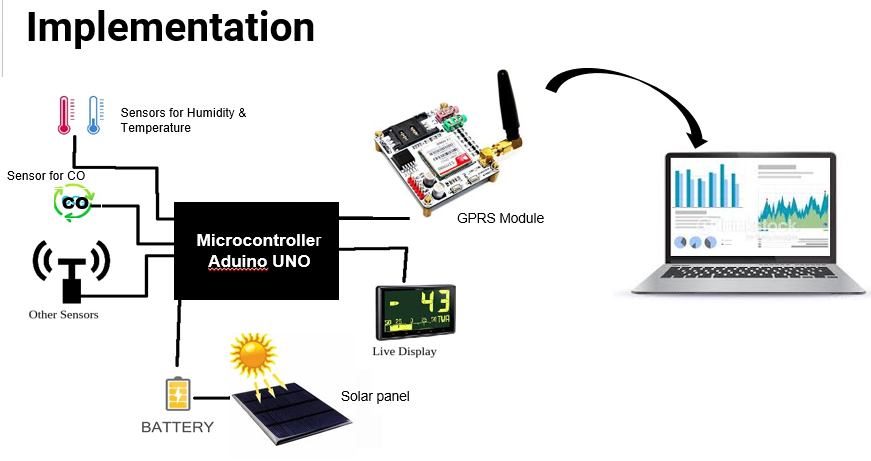 Implementation
Sensors for Humidity &
Temperature
Sensor for CO
CO
Microcontroller
Aduino UNO
GPRS Module
Other Sensors
43
TWA
Live Display
Solar panel
BATTERY